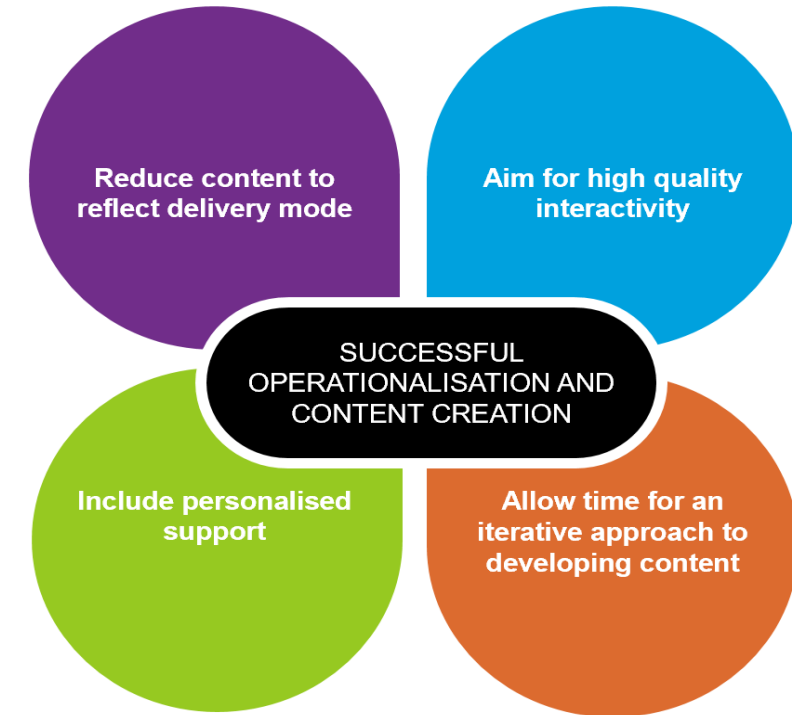 Reduce content to
reflect delivery mode
Aim for high quality
interactivity
SUCCESSFUL
OPERATIONALISATION AND
CONTENT CREATION
Include personalised
support
Allow time for an
iterative approach to
developing content